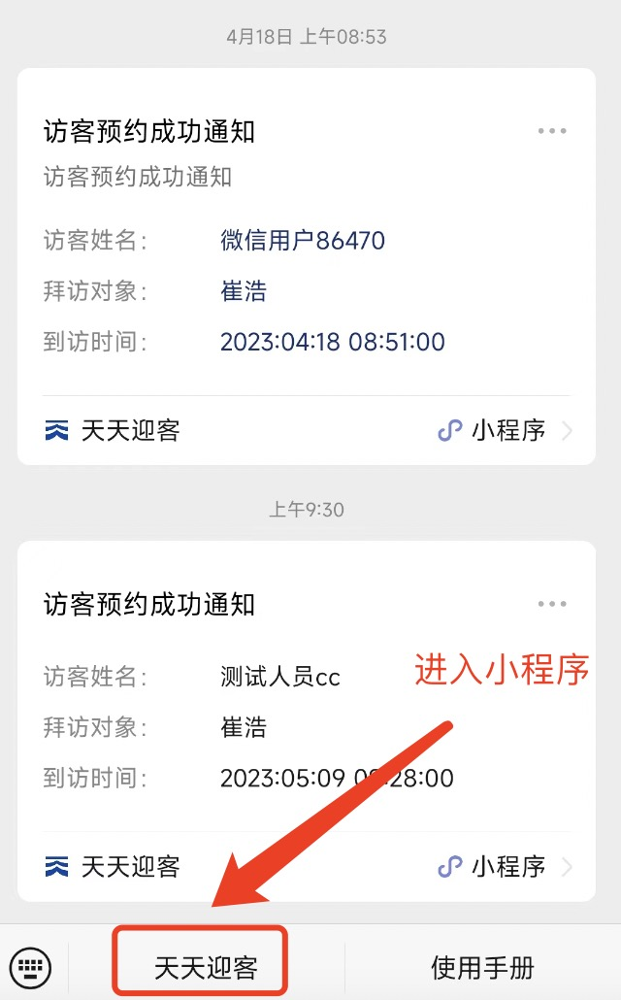 4月18日 上午08:53
访客预约成功通知
访客预约成功通知
访客姓名： 微信用户86470
拜访对象： 崔浩
到访时间： 2023:04:18 08:51:00
天天迎客 小程序
上午9:30
访客预约成功通知
进入小程序
访客姓名： 测试人员cc
拜访对象： 崔浩
到访时间： 2023:05:09 :28:00
天天迎客 小程序
天天迎客 使用手册